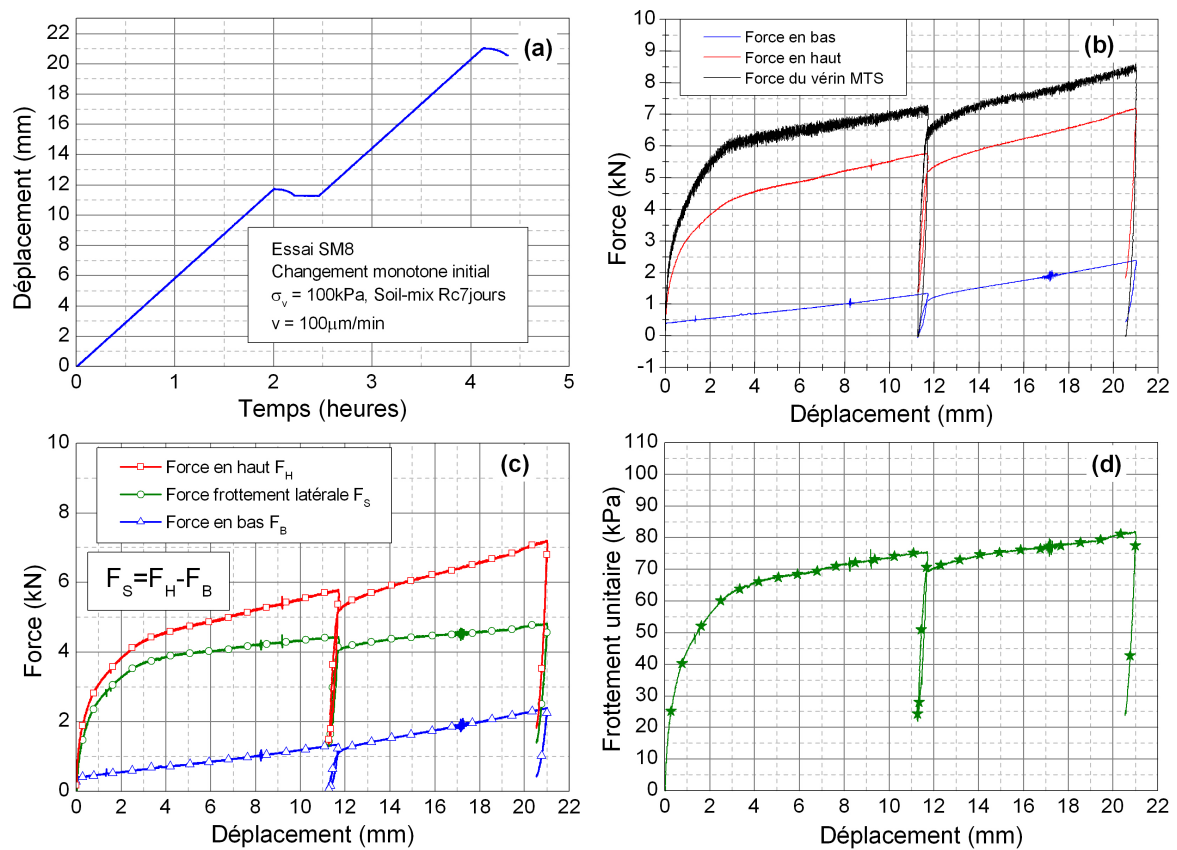 22
20
18
16
14
12
10
8
6
4
2
0
Déplacement (mm)
(a)
Essai SM8
Changement monotone initial
σv = 100kPa, Soil-mix Rc7jours
v = 100µm/min
0 1 2 3 4 5
Temps (heures)
10
9
8
7
6
5
4
3
2
1
0
-1
Force (kN)
Force en bas
Force en haut
Force du vérin MTS
(b)
0 2 4 6 8 10 12 14 16 18 20 22
Déplacement (mm)
10
8
6
4
2
0
Force (kN)
Force en haut FH
Force frottement latérale FS
Force en bas FB
FS=FH-FB
(c)
0 2 4 6 8 10 12 14 16 18 20 22
Déplacement (mm)
110
100
90
80
70
60
50
40
30
20
10
0
Frottement unitaire (kPa)
(d)
0 2 4 6 8 10 12 14 16 18 20 22
Déplacement (mm)